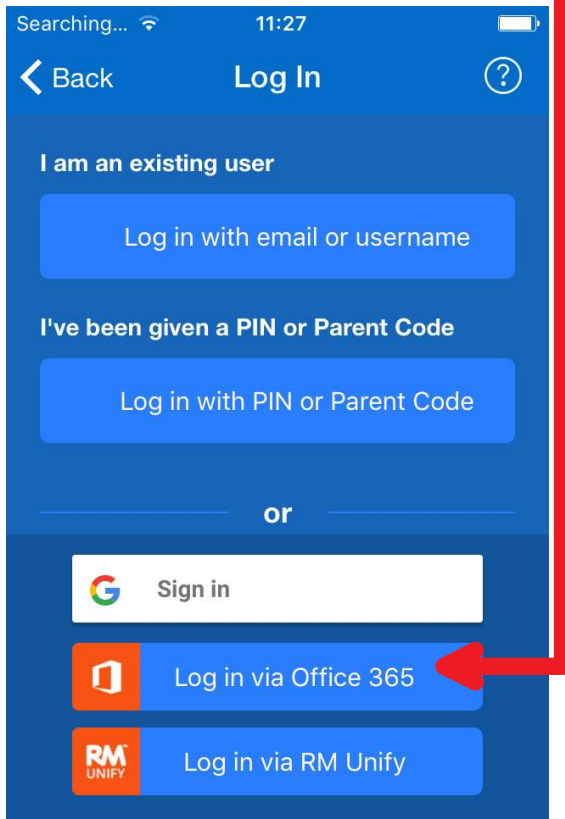 Searching... 11:27
Back Log In ?
I am an existing user
Log in with email or username
I've been given a PIN or Parent Code
Log in with PIN or Parent Code
or
G Sign in
Log in via Office 365
RM UNIFY Log in via RM Unify